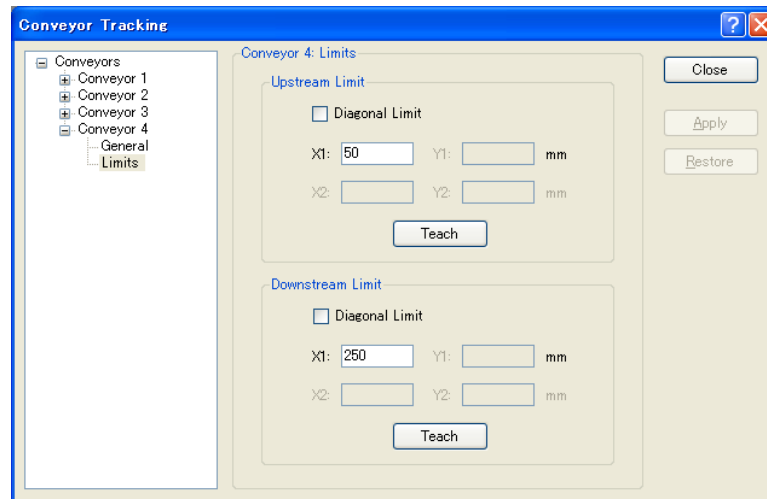 Conveyor Tracking
Conveyors
Conveyor 1
Conveyor 2
Conveyor 3
Conveyor 4
General
Limits
Conveyor 4: Limits
Upstream Limit
Diagonal Limit
X1: 50 Y1: mm
X2: Y2: mm
Teach
Downstream Limit
Diagonal Limit
X1: 250 Y1: mm
X2: Y2: mm
Teach
Close
Apply
Restore